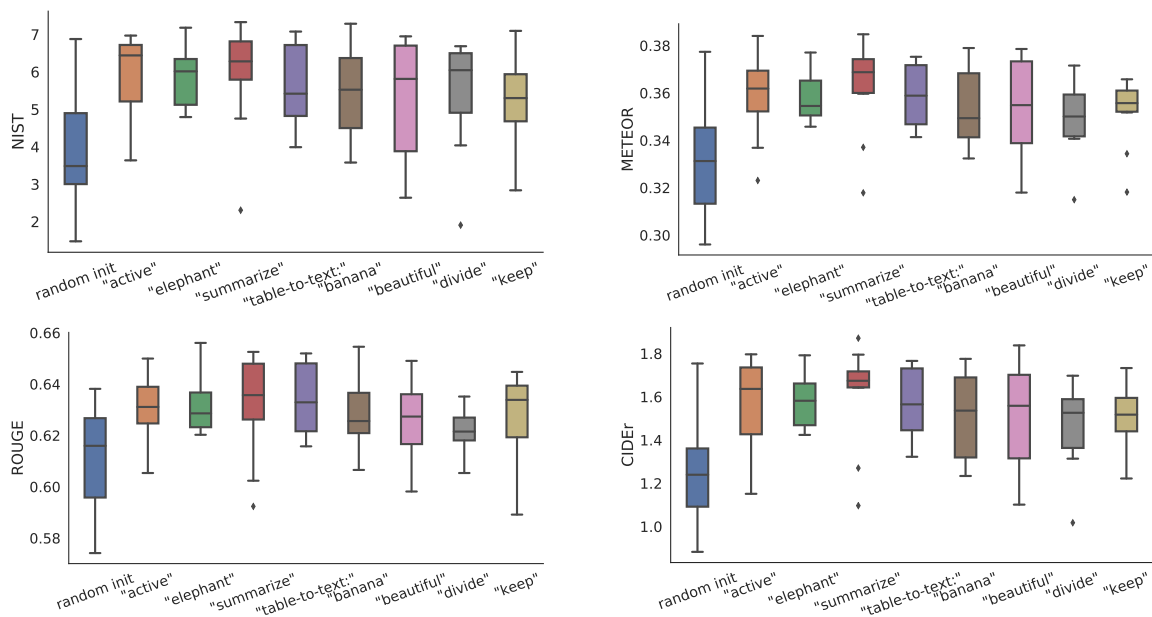 NIST
7
6
5
4
3
2
random init
"active"
"elephant"
"summarize"
"table-to-text:"
"banana"
"beautiful"
"divide"
"keep"
METEOR
0.38
0.36
0.34
0.32
0.30
random init
"active"
"elephant"
"summarize"
"table-to-text:"
"banana"
"beautiful"
"divide"
"keep"
ROUGE
0.66
0.64
0.62
0.60
0.58
random init
"active"
"elephant"
"summarize"
"table-to-text:"
"banana"
"beautiful"
"divide"
"keep"
CIDEr
1.8
1.6
1.4
1.2
1.0
random init
"active"
"elephant"
"summarize"
"table-to-text:"
"banana"
"beautiful"
"divide"
"keep"